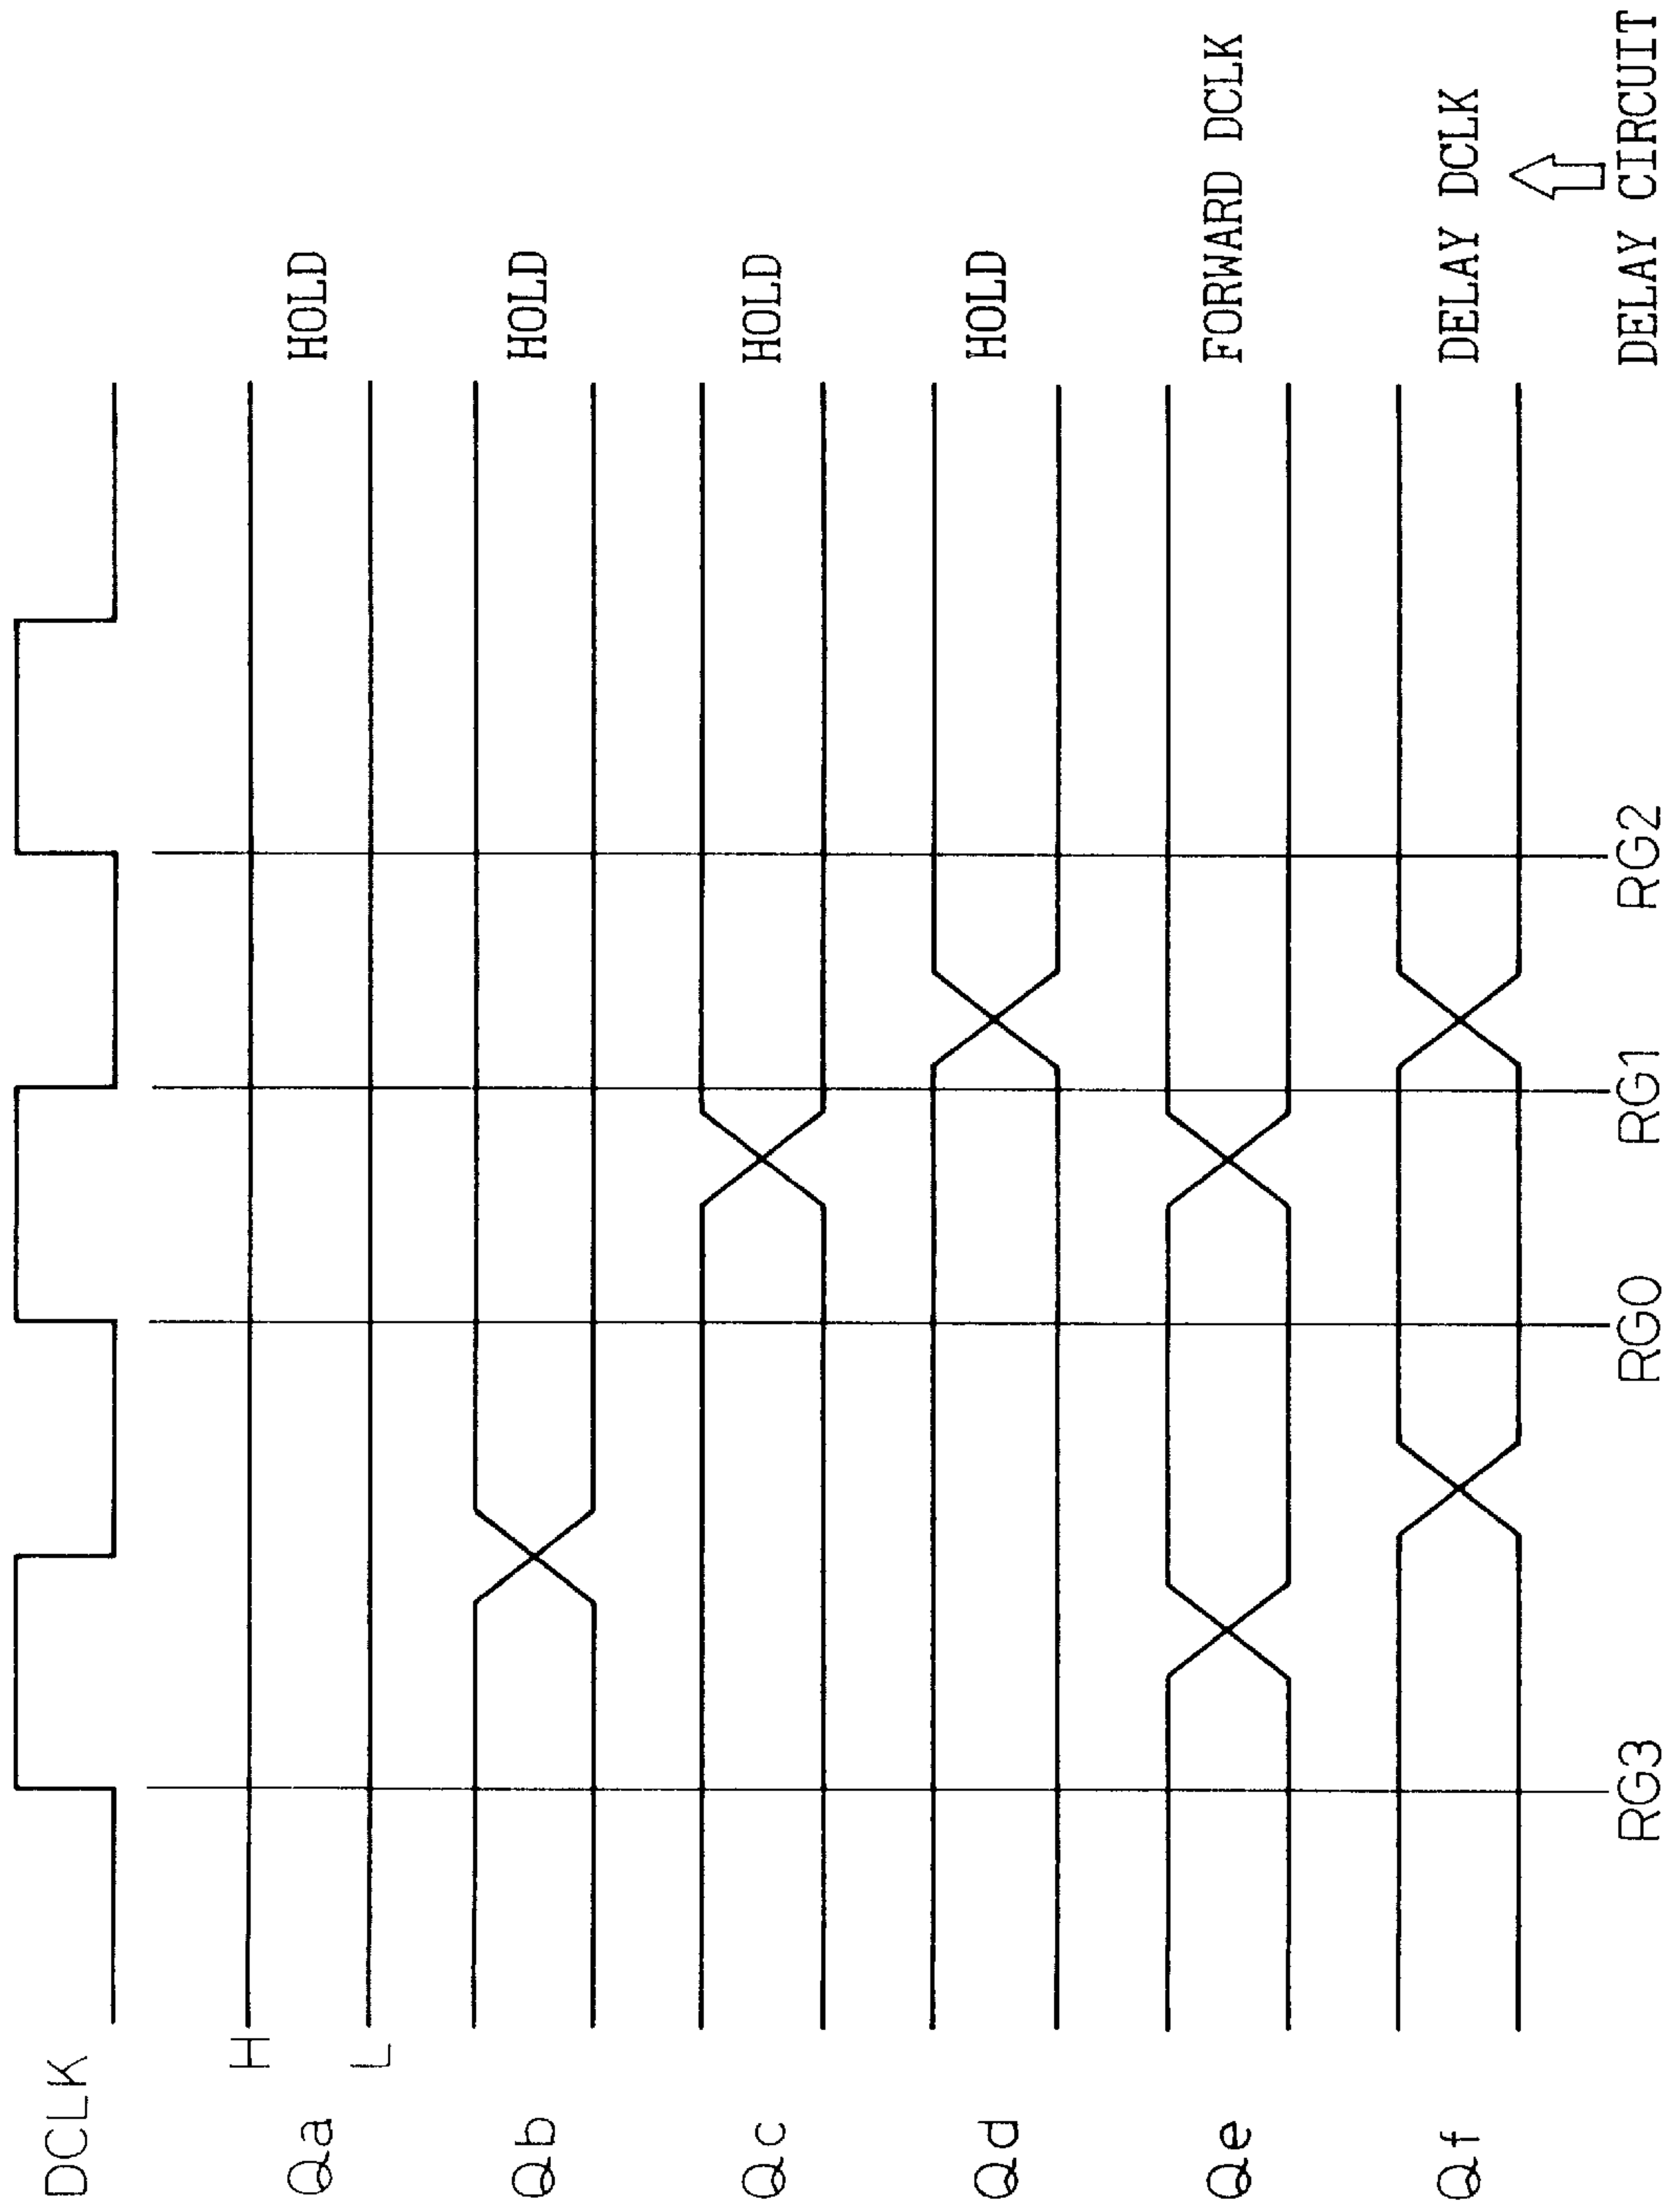 DCLK
H
Qa HOLD
L
Qb HOLD
Qc HOLD
Qd HOLD
Qe FORWARD DCLK
Qf DELAY DCLK
RG3 RG0 RG1 RG2 DELAY CIRCUIT